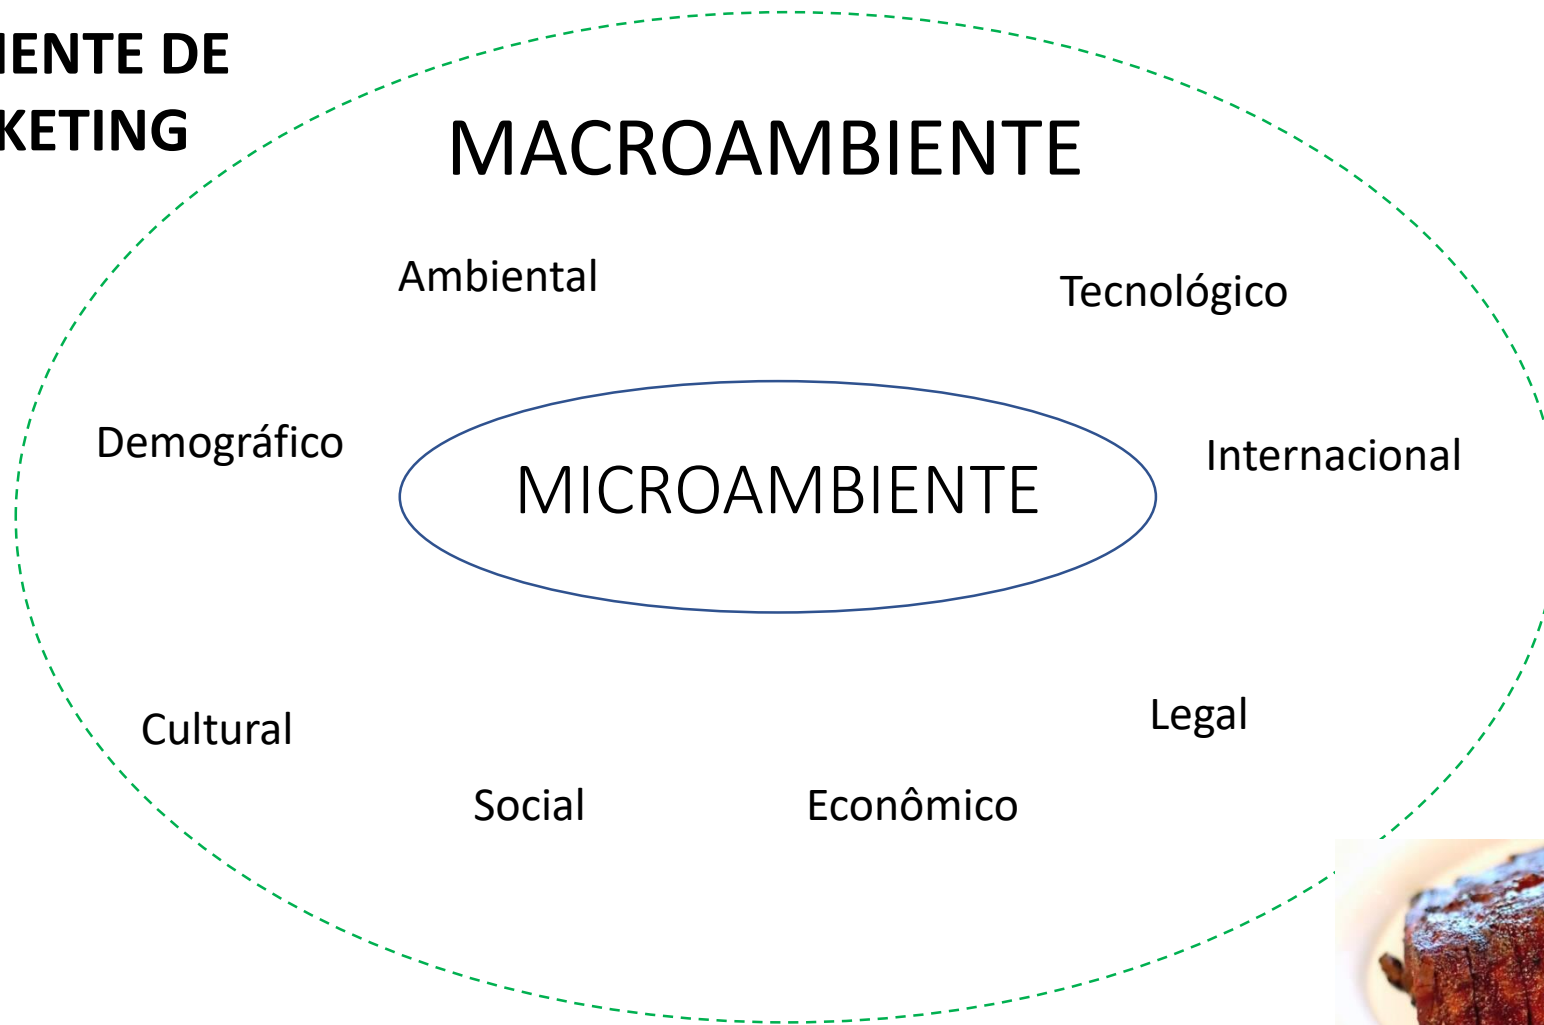 IENTE DE
KETING
MACROAMBIENTE
Ambiental
Tecnológico
Demográfico
Internacional
MICROAMBIENTE
Cultural
Legal
Social
Econômico